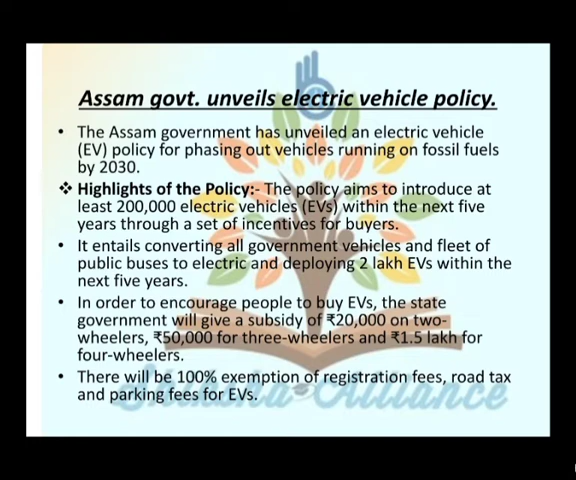 Assam govt. unveils electric vehicle policy.
• The Assam government has unveiled an electric vehicle
(EV) policy for phasing out vehicles running on fossil fuels
by 2030.
❖ Highlights of the Policy:- The policy aims to introduce at
least 200,000 electric vehicles (EVs) within the next five
years through a set of incentives for buyers.
• It entails converting all government vehicles and fleet of
public buses to electric and deploying 2 lakh EVs within the
next five years.
• In order to encourage people to buy EVs, the state
government will give a subsidy of ₹20,000 on two-
wheelers, ₹50,000 for three-wheelers and ₹1.5 lakh for
four-wheelers.
• There will be 100% exemption of registration fees, road tax
and parking fees for EVs.
Shiksha-Alliance